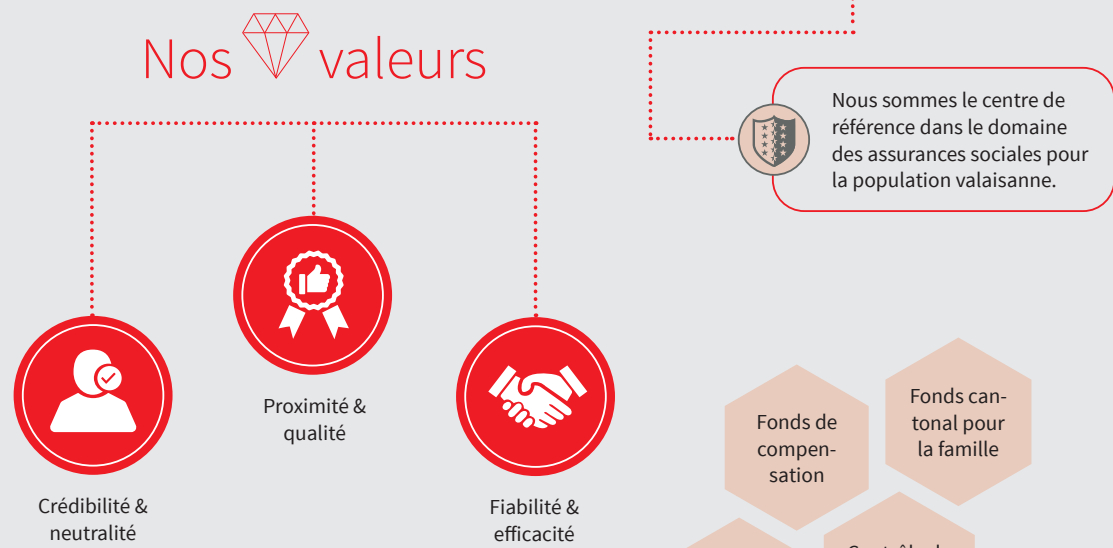 Nos valeurs
Crédibilité &
neutralité
Proximité &
qualité
Fiabilité &
efficacité
Nous sommes le centre de
référence dans le domaine
des assurances sociales pour
la population valaisanne.
Fonds de
compen-
sation
Fonds can-
tonal pour
la famille